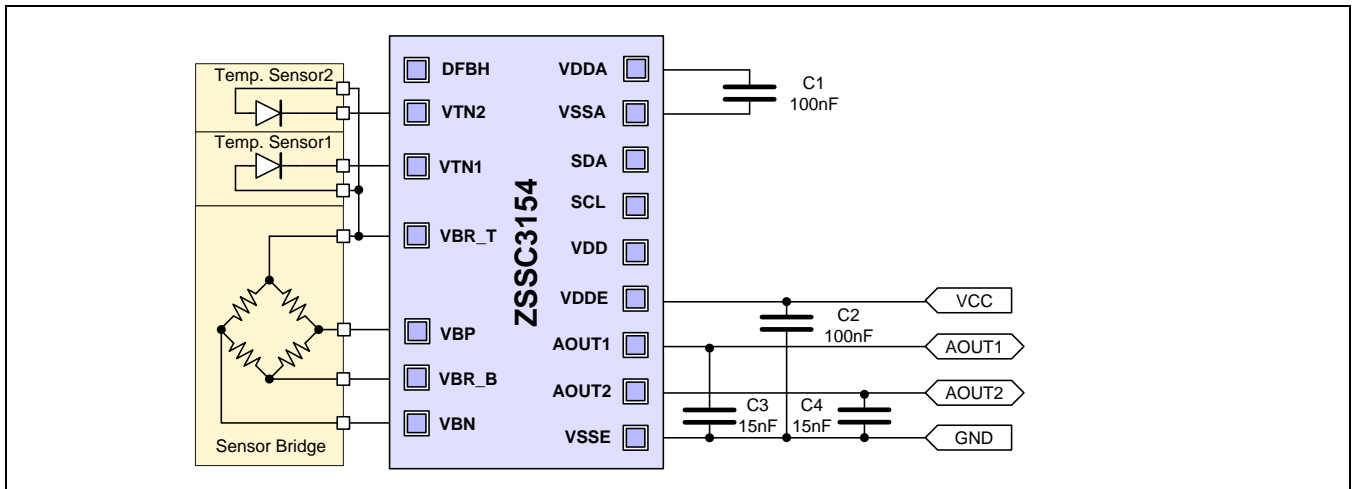 Temp. Sensor2
Temp. Sensor1
Sensor Bridge
DFBH
VTN2
VTN1
VBR_T
VBP
VBR_B
VBN
ZSSC3154
VDDA
VSSA
SDA
SCL
VDD
VDDE
AOUT1
AOUT2
VSSE
C1
100nF
C2
100nF
C3
15nF
C4
15nF
VCC
AOUT1
AOUT2
GND